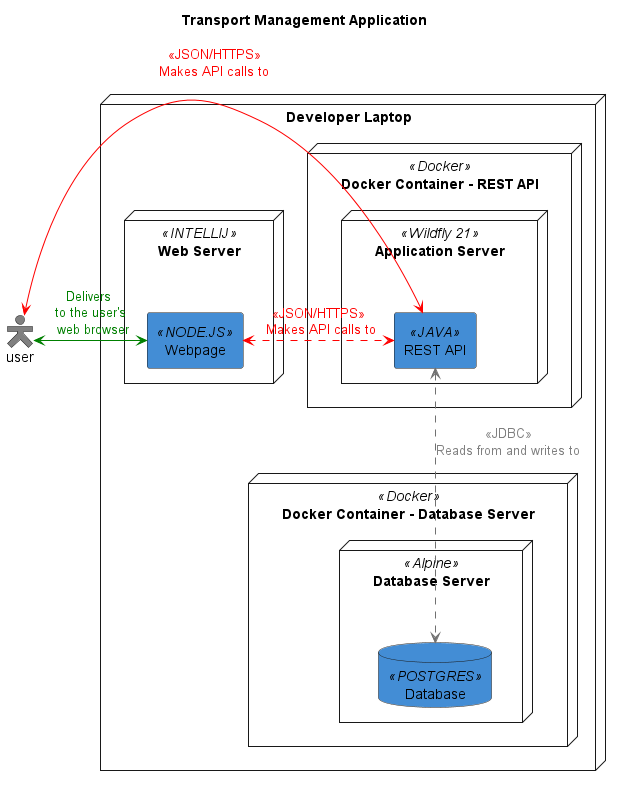 Transport Management Application
«JSON/HTTPS»
Makes API calls to
Developer Laptop
«Docker»
Docker Container - REST API
«INTELLIJ»
Web Server
«Wildfly 21»
Application Server
Delivers
to the user's
web browser
user
«NODEJS»
Webpage
«JSON/HTTPS»
Makes API calls to
«JAVA»
REST API
«JDBC»
Reads from and writes to
«Docker»
Docker Container - Database Server
«Alpine»
Database Server
«POSTGRES»
Database